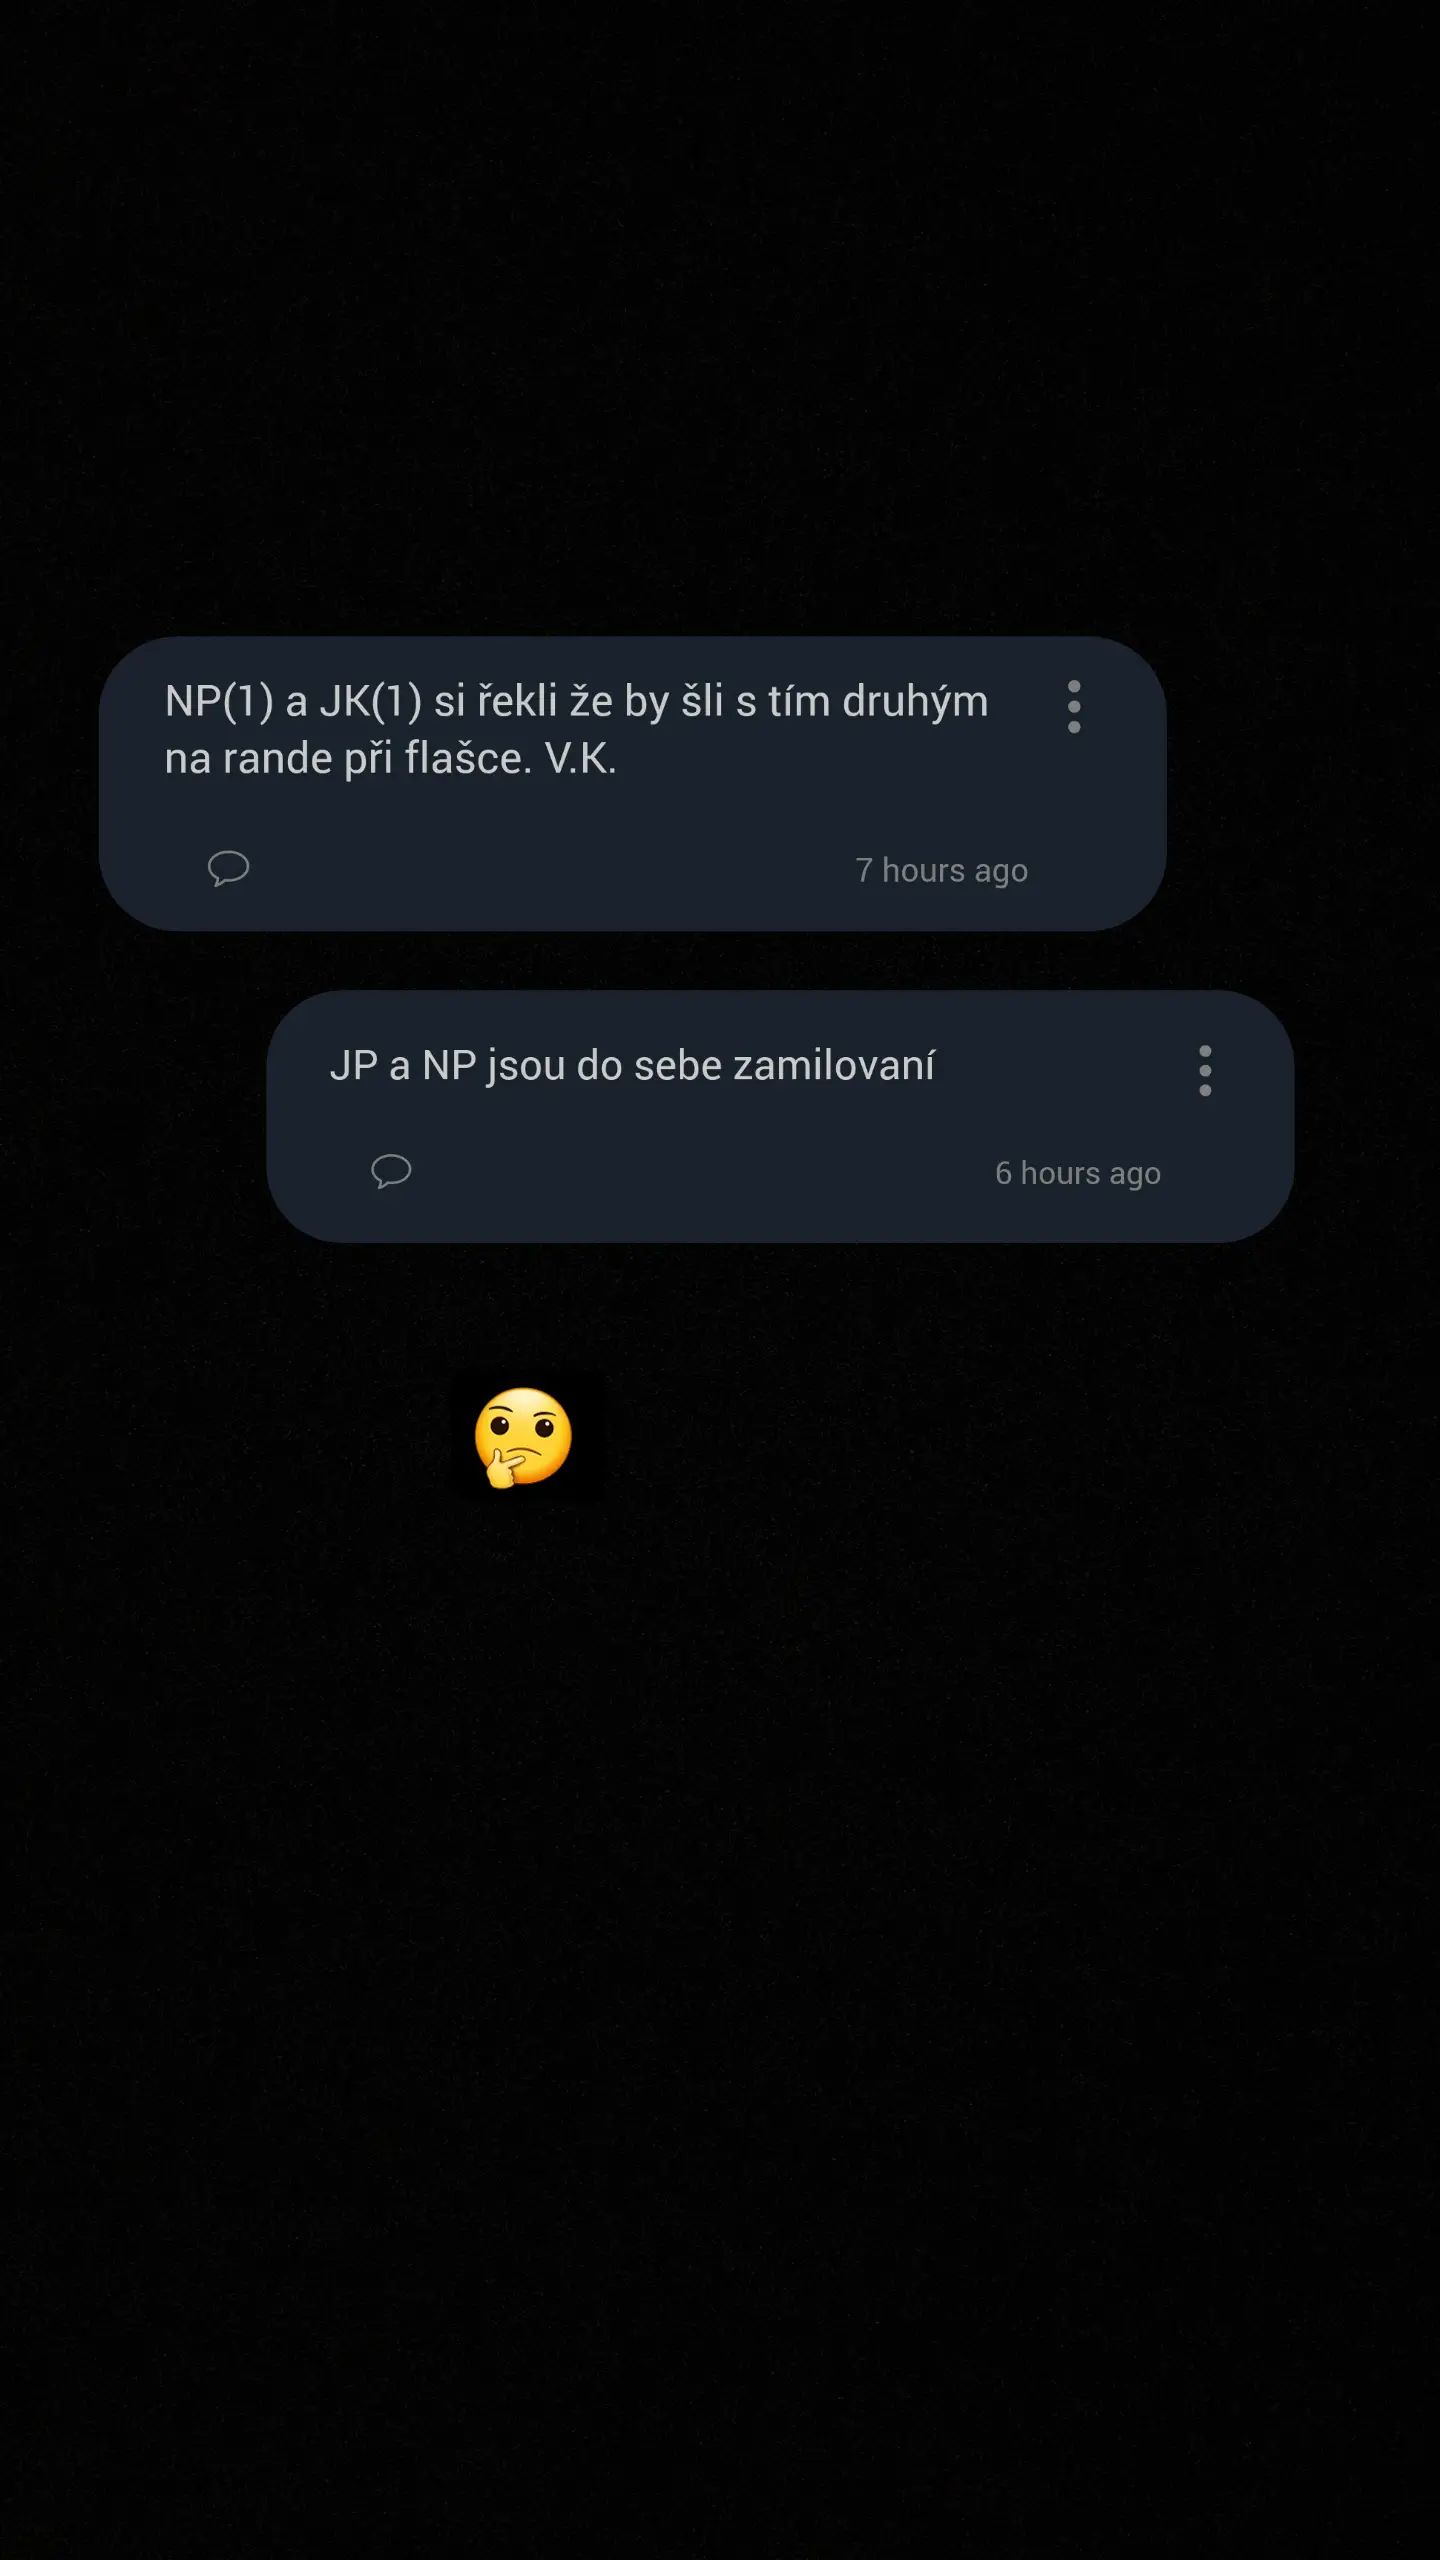 NP(1) a JK(1) si řekli že by šli s tím druhým
na rande při flašce. V.K.
7 hours ago
JP a NP jsou do sebe zamilovaní
6 hours ago